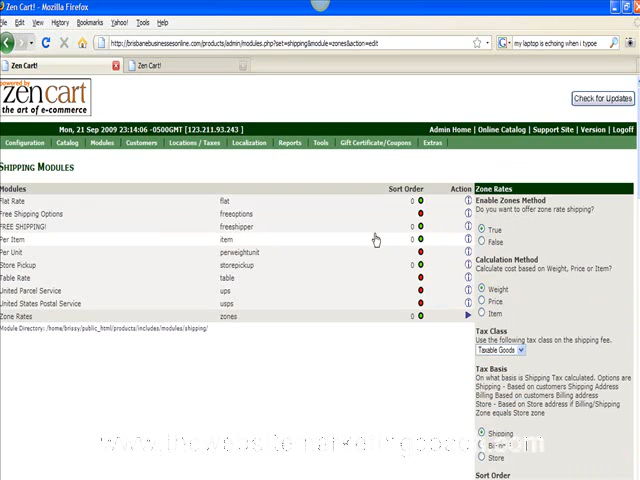 Zen Cart! - Mozilla Firefox
File Edit View History Bookmarks Yahoo! Tools Help
http://brisbanebusinessesonline.com/products/admin/modules.php?set=shipping&module=zones&action=edit
my laptop is echoing when i typoe
Zen Cart!
Zen Cart!
powered by
zen cart
the art of e-commerce
Check for Updates
Mon, 21 Sep 2009 23:14:06 -0500GMT [123.211.93.243]
Admin Home | Online Catalog | Support Site | Version | Logoff
Configuration Catalog Modules Customers Locations / Taxes Localization Reports Tools Gift Certificate/Coupons Extras
SHIPPING MODULES
Modules Sort Order Action
Flat Rate flat 0
Free Shipping Options freeoptions
FREE SHIPPING! freeshipper 0
Per Item item 0
Per Unit perweightunit
Store Pickup storepickup 0
Table Rate table
United Parcel Service ups
United States Postal Service usps
Zone Rates zones 0
Module Directory: /home/brissy/public_html/products/includes/modules/shipping/
Zone Rates
Enable Zones Method
Do you want to offer zone rate shipping?
True
False
Calculation Method
Calculate cost based on Weight, Price or Item?
Weight
Price
Item
Tax Class
Use the following tax class on the shipping fee.
Taxable Goods
Tax Basis
On what basis is Shipping Tax calculated. Options are
Shipping - Based on customers Shipping Address
Billing Based on customers Billing address
Store - Based on Store address if Billing/Shipping
Zone equals Store zone
Shipping
Billing
Store
Sort Order
www.thewebsitemarketingcoach.com